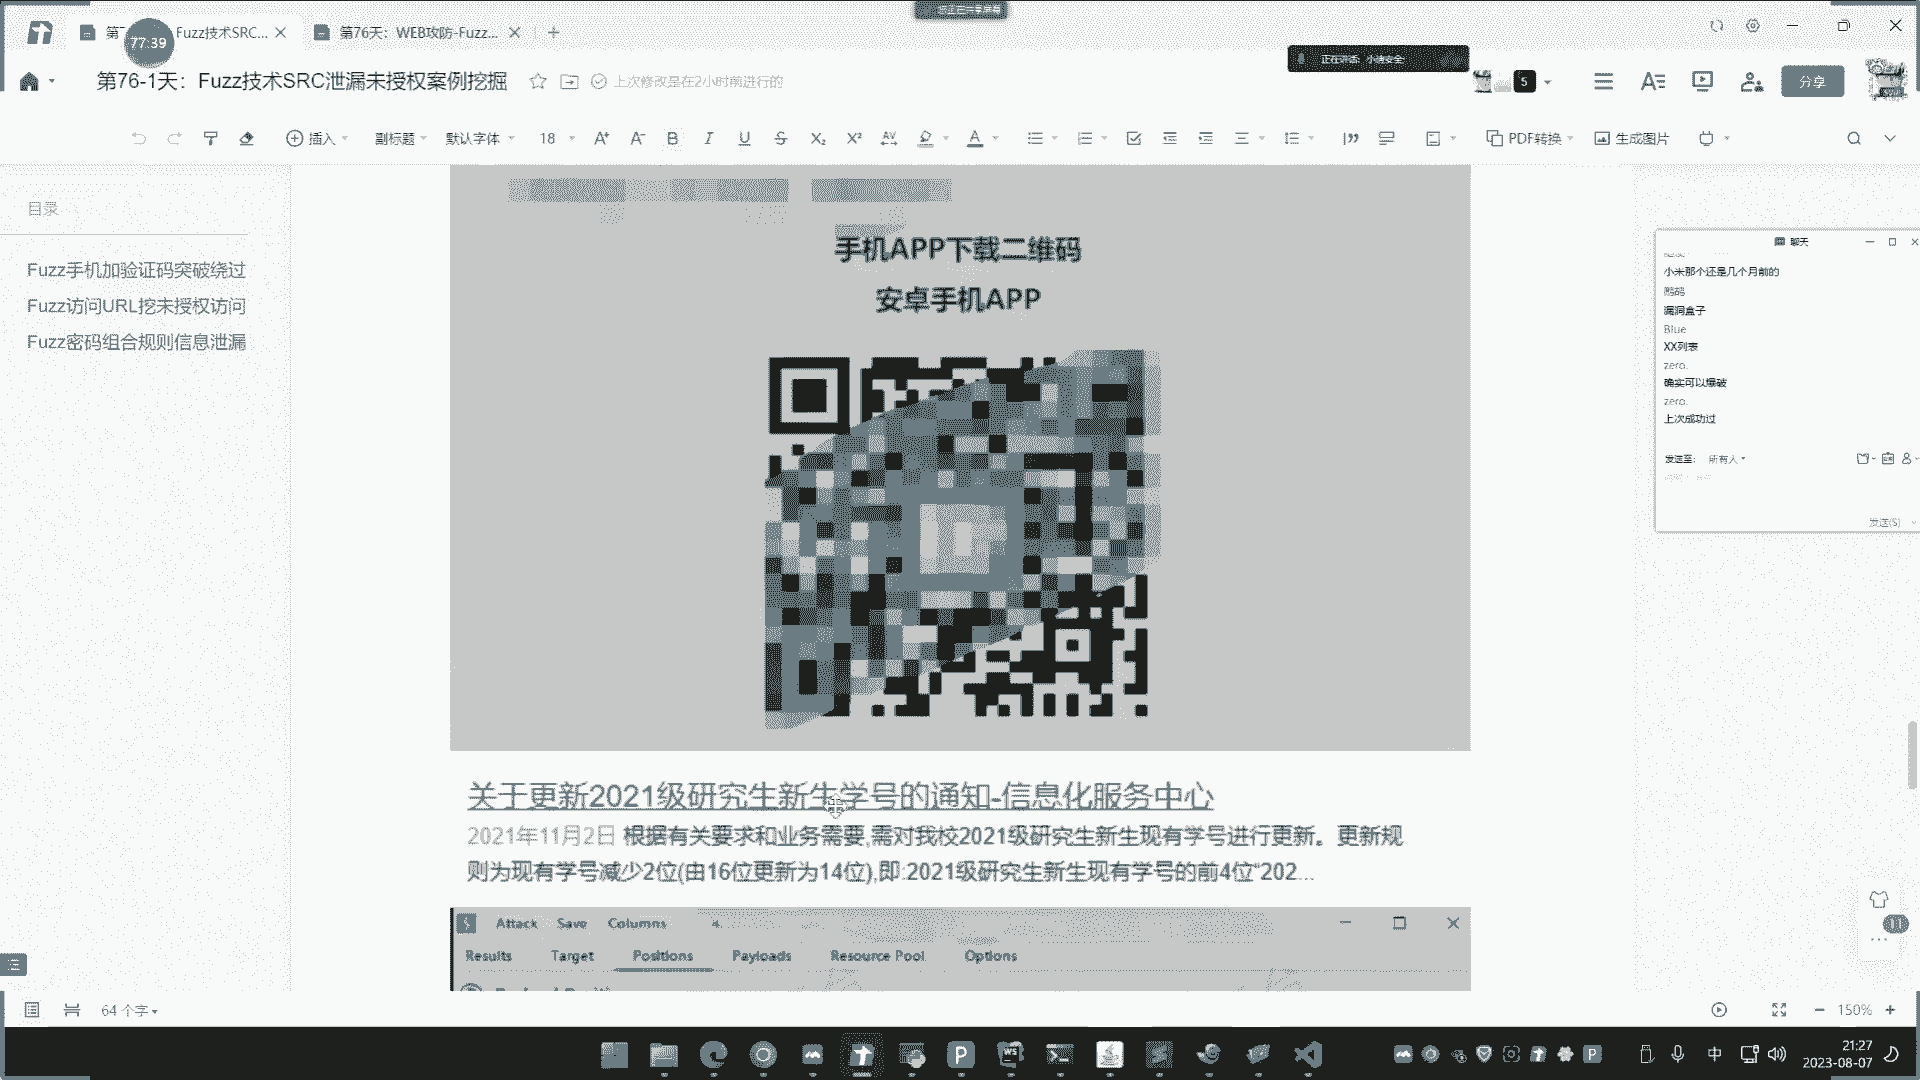 第
Fuzz技术SRC...
第76天：WEB攻防-Fuzz...
77:39
第76-1天：Fuzz技术SRC泄漏未授权案例挖掘
上次修改是在2小时前进行的
正在讲话: 小迪安全
5
分享
插入
副标题
默认字体
18
PDF转换
生成图片
目录
Fuzz手机加验证码突破绕过
Fuzz访问URL挖未授权访问
Fuzz密码组合规则信息泄漏
手机APP下载二维码
安卓手机APP
关于更新2021级研究生新生学号的通知-信息化服务中心
2021年11月2日 根据有关要求和业务需要,需对我校2021级研究生新生现有学号进行更新。更新规
则为现有学号减少2位(由16位更新为14位),即:2021级研究生新生现有学号的前4位“202...
Attack Save Columns 4.
Results Target Positions Payloads Resource Pool Options
聊天
小米那个还是几个月前的
漏洞盒子
Blue
XX列表
zero.
确实可以爆破
zero.
上次成功过
发送至: 所有人
发送(S)
11
64 个字
150%
中
21:27
2023-08-07